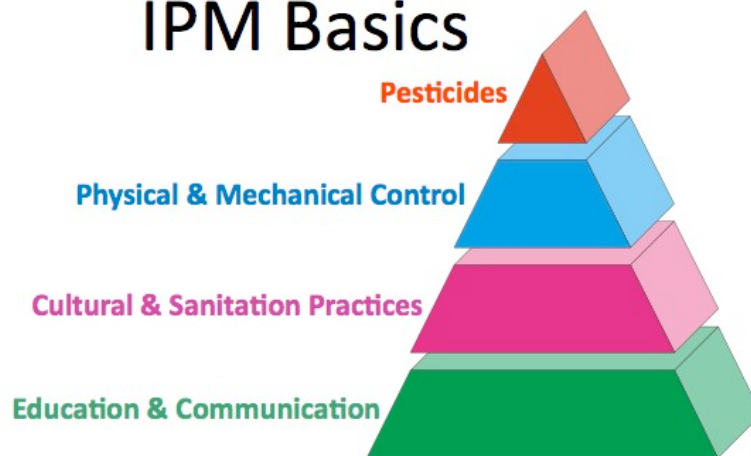 IPM Basics
Pesticides
Physical & Mechanical Control
Cultural & Sanitation Practices
Education & Communication